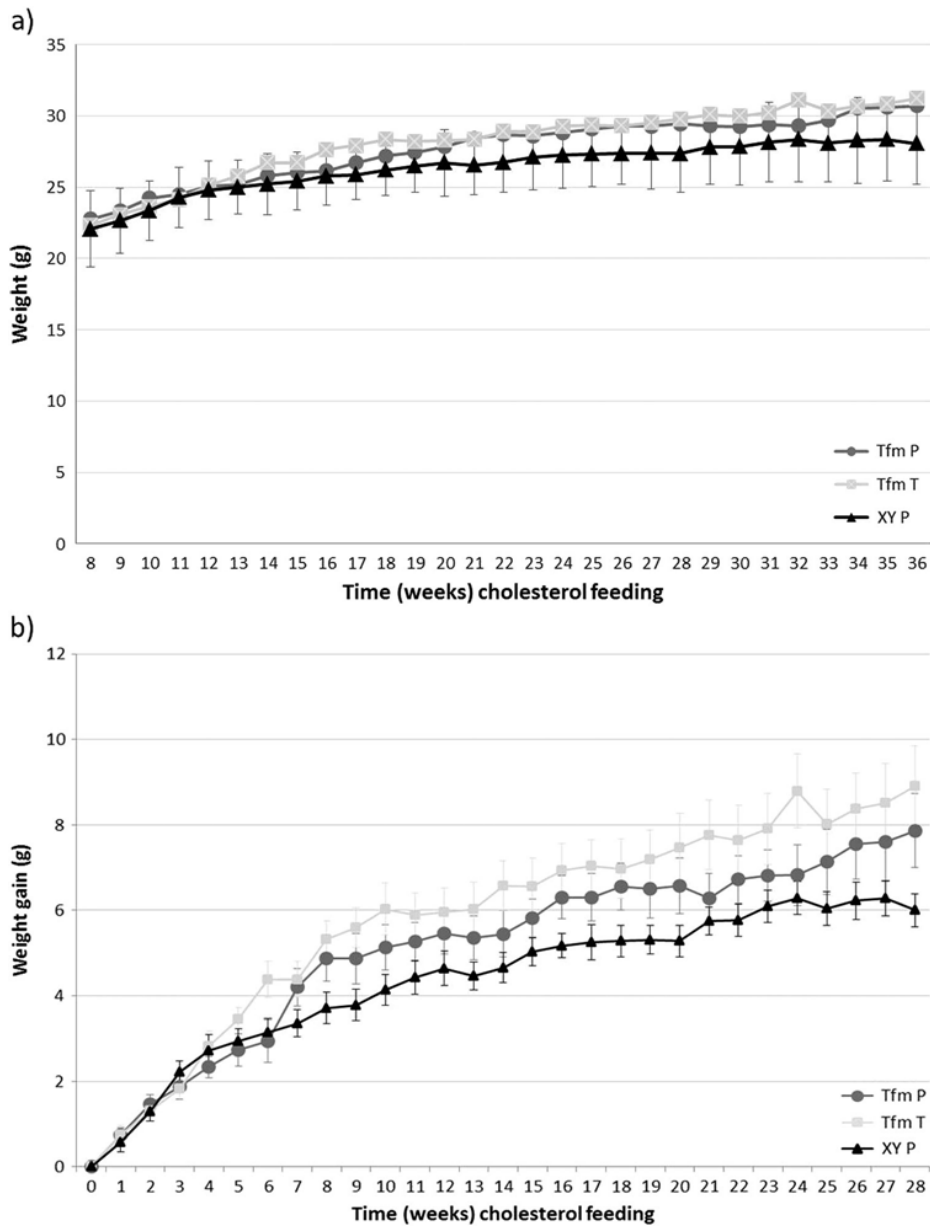 a)
35
30
25
20
15
10
5
0
Weight (g)
Tfm P
Tfm T
XY P
8 9 10 11 12 13 14 15 16 17 18 19 20 21 22 23 24 25 26 27 28 29 30 31 32 33 34 35 36
Time (weeks) cholesterol feeding
b)
12
10
8
6
4
2
0
Weight gain (g)
Tfm P
Tfm T
XY P
0 1 2 3 4 5 6 7 8 9 10 11 12 13 14 15 16 17 18 19 20 21 22 23 24 25 26 27 28
Time (weeks) cholesterol feeding